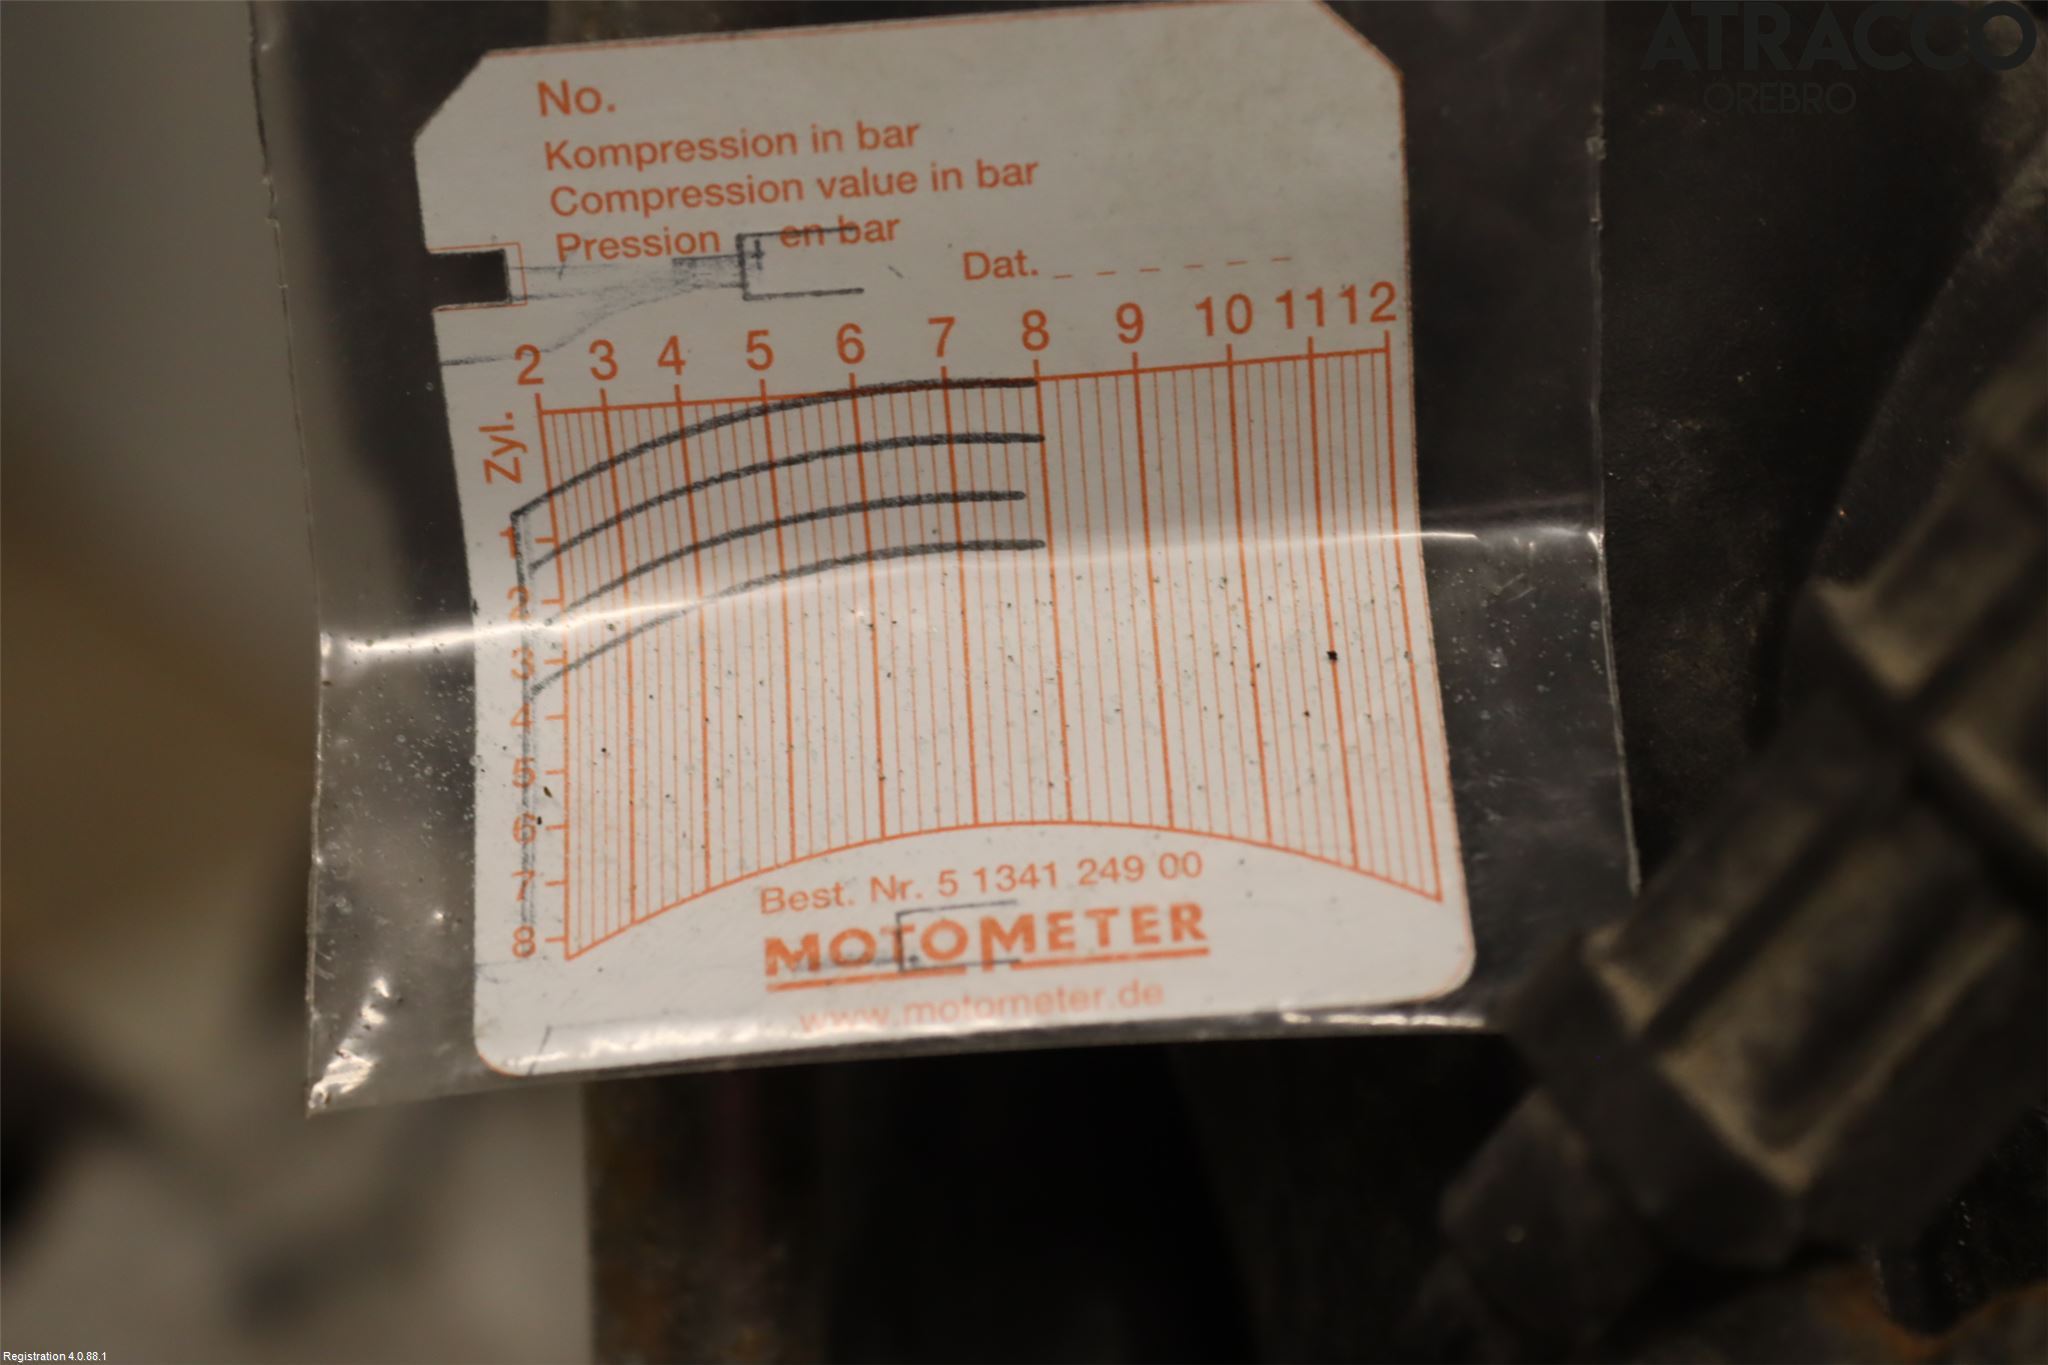 ATRACCO
ÖREBRO
No.
Kompression in bar
Compression value in bar
Pression en bar
Dat. _ _ _ _ _ _
2 3 4 5 6 7 8 9 10 11 12
Zyl.
1
2
3
4
5
6
7
8
Best. Nr. 5 1341 249 00
MOTOMETER
www.motometer.de
Registration 4.0.88.1